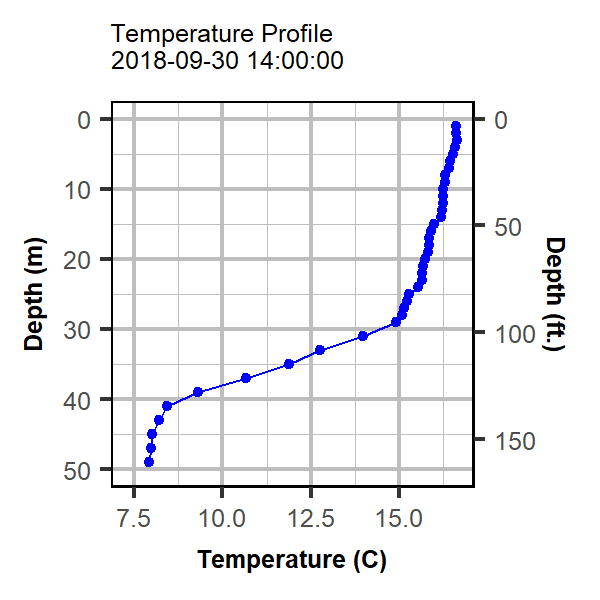 Temperature Profile
2018-09-30 14:00:00
0
10
20
30
40
50
Depth (m)
0
50
100
150
Depth (ft.)
7.5 10.0 12.5 15.0
Temperature (C)